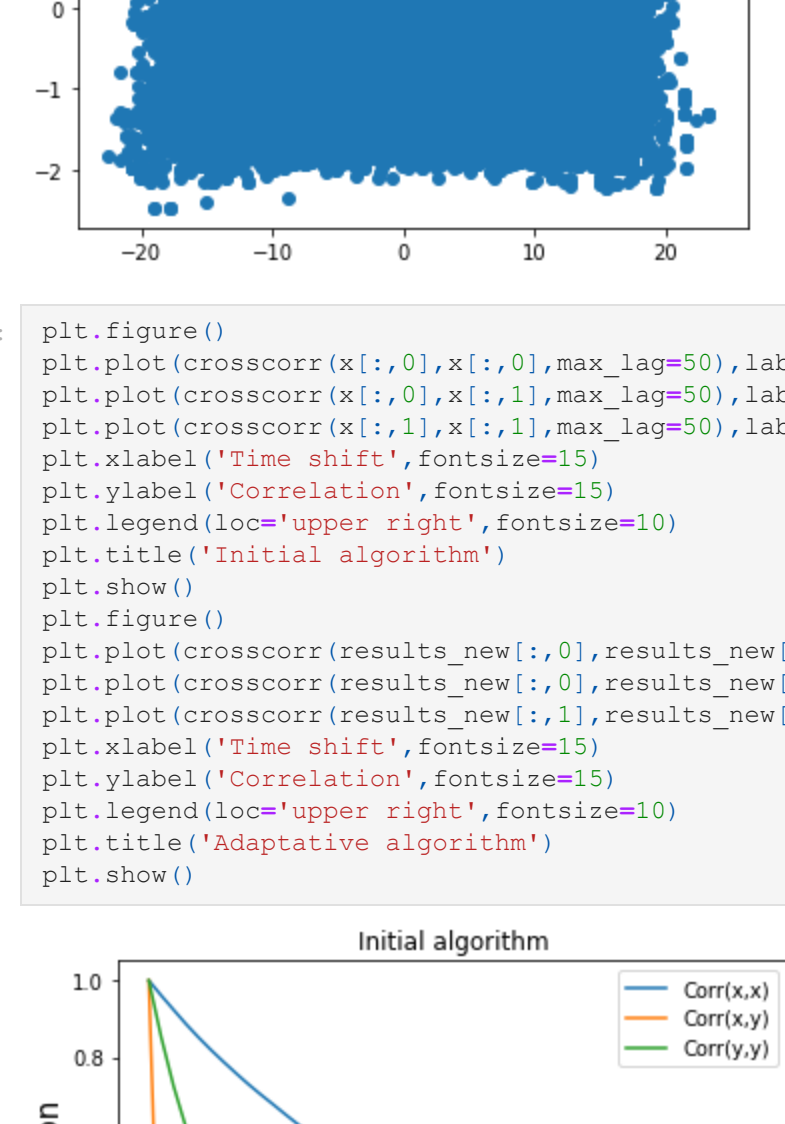 0
−1
−2
−20 −10 0 10 20
plt.figure()
plt.plot(crosscorr(x[:,0],x[:,0],max_lag=50),lab
plt.plot(crosscorr(x[:,0],x[:,1],max_lag=50),lab
plt.plot(crosscorr(x[:,1],x[:,1],max_lag=50),lab
plt.xlabel('Time shift',fontsize=15)
plt.ylabel('Correlation',fontsize=15)
plt.legend(loc='upper right',fontsize=10)
plt.title('Initial algorithm')
plt.show()
plt.figure()
plt.plot(crosscorr(results_new[:,0],results_new[
plt.plot(crosscorr(results_new[:,0],results_new[
plt.plot(crosscorr(results_new[:,1],results_new[
plt.xlabel('Time shift',fontsize=15)
plt.ylabel('Correlation',fontsize=15)
plt.legend(loc='upper right',fontsize=10)
plt.title('Adaptative algorithm')
plt.show()
Initial algorithm
1.0
0.8
Corr(x,x)
Corr(x,y)
Corr(y,y)
on